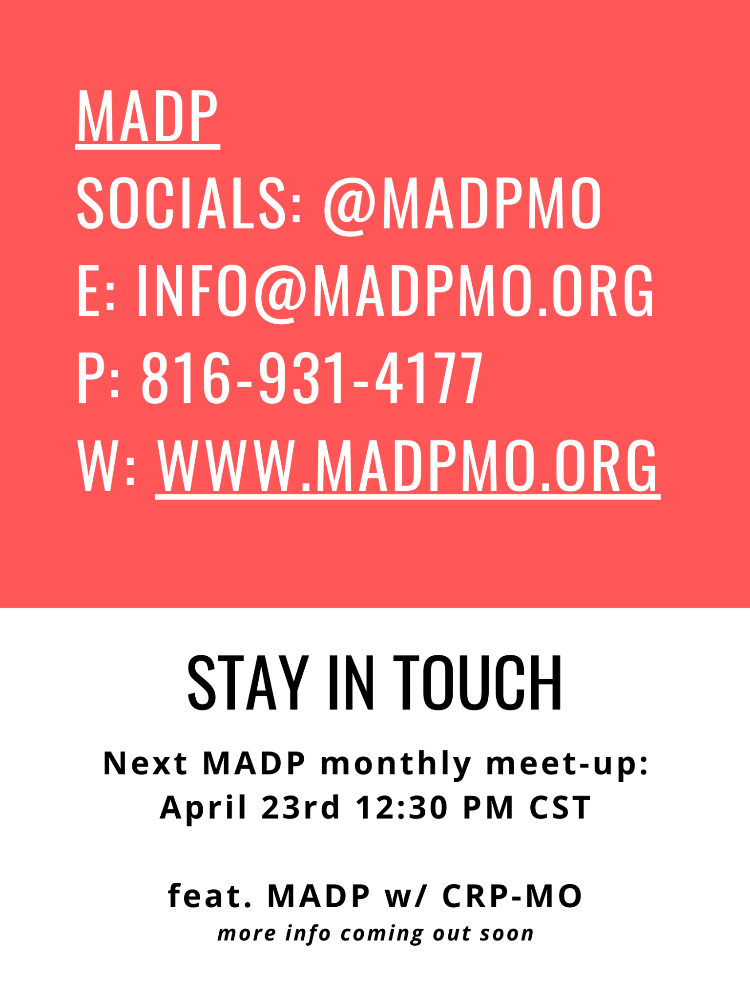 MADP
SOCIALS: @MADPMO
E: INFO@MADPMO.ORG
P: 816-931-4177
W: WWW.MADPMO.ORG
STAY IN TOUCH
Next MADP monthly meet-up:
April 23rd 12:30 PM CST
feat. MADP w/ CRP-MO
more info coming out soon